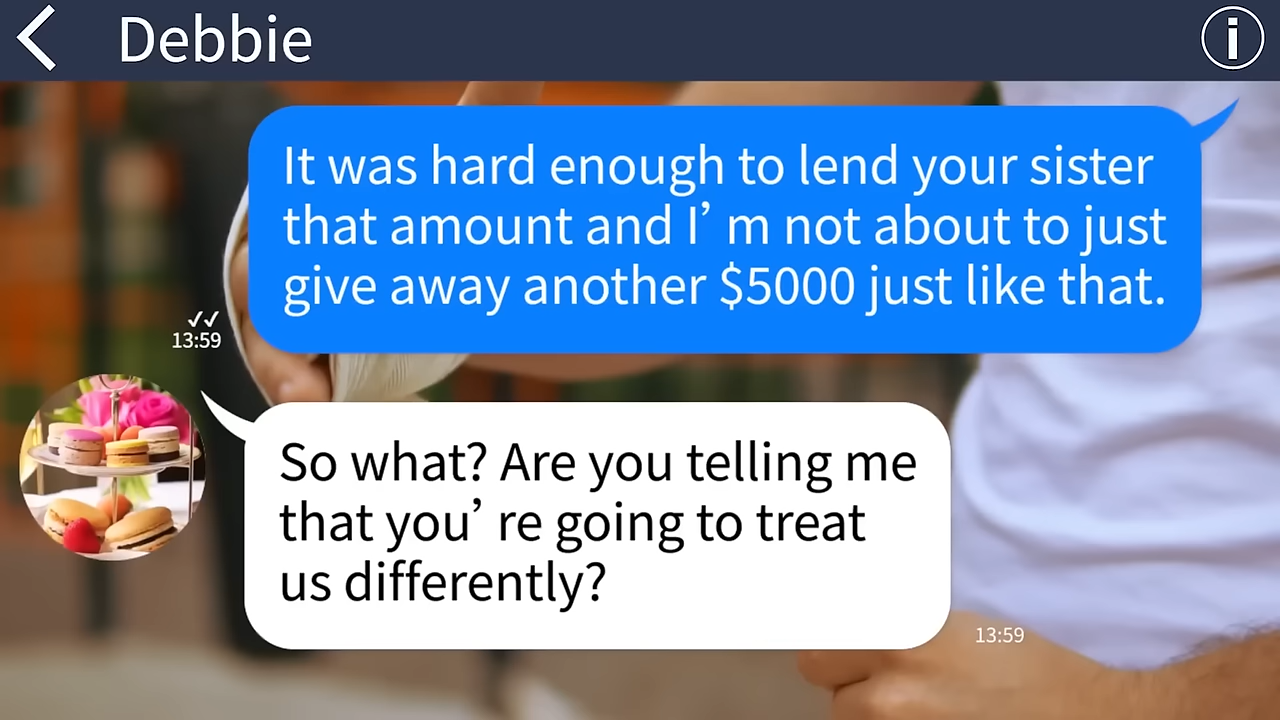 Debbie
It was hard enough to lend your sister
that amount and I’ m not about to just
give away another $5000 just like that.
✓✓
13:59
So what? Are you telling me
that you’ re going to treat
us differently?
13:59